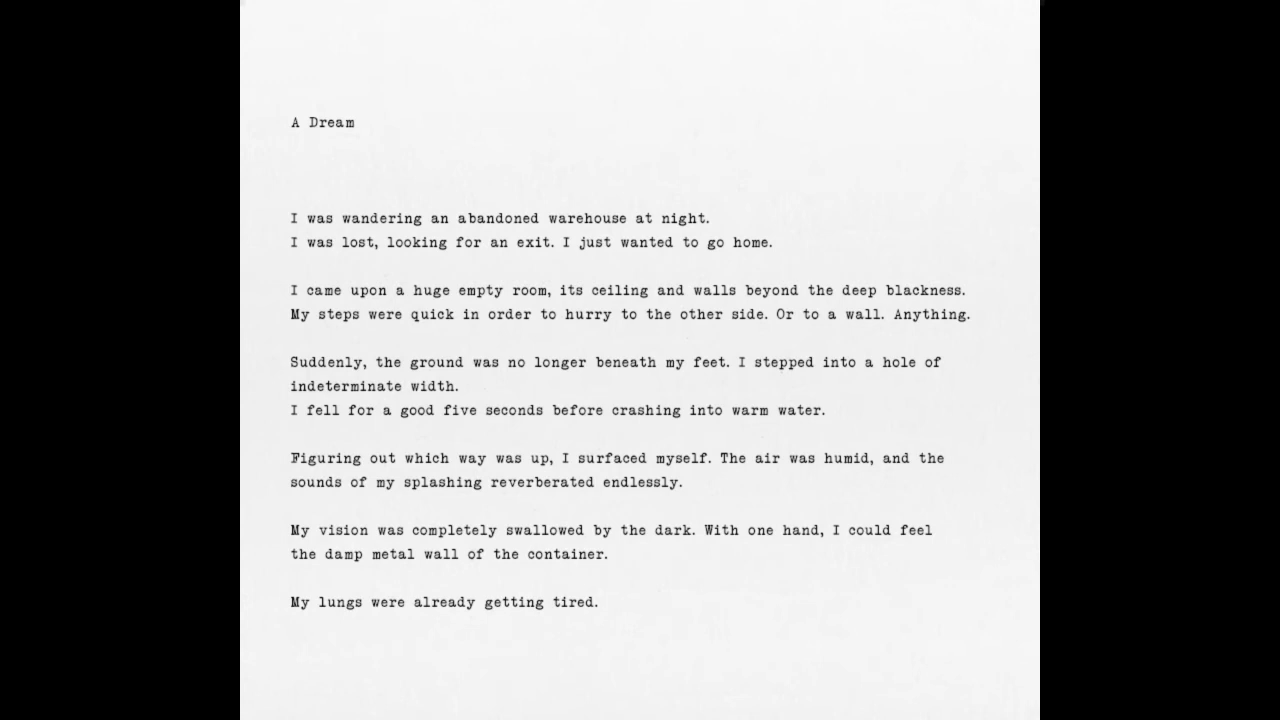 A Dream
I was wandering an abandoned warehouse at night.
I was lost, looking for an exit. I just wanted to go home.
I came upon a huge empty room, its ceiling and walls beyond the deep blackness.
My steps were quick in order to hurry to the other side. Or to a wall. Anything.
Suddenly, the ground was no longer beneath my feet. I stepped into a hole of
indeterminate width.
I fell for a good five seconds before crashing into warm water.
Figuring out which way was up, I surfaced myself. The air was humid, and the
sounds of my splashing reverberated endlessly.
My vision was completely swallowed by the dark. With one hand, I could feel
the damp metal wall of the container.
My lungs were already getting tired.